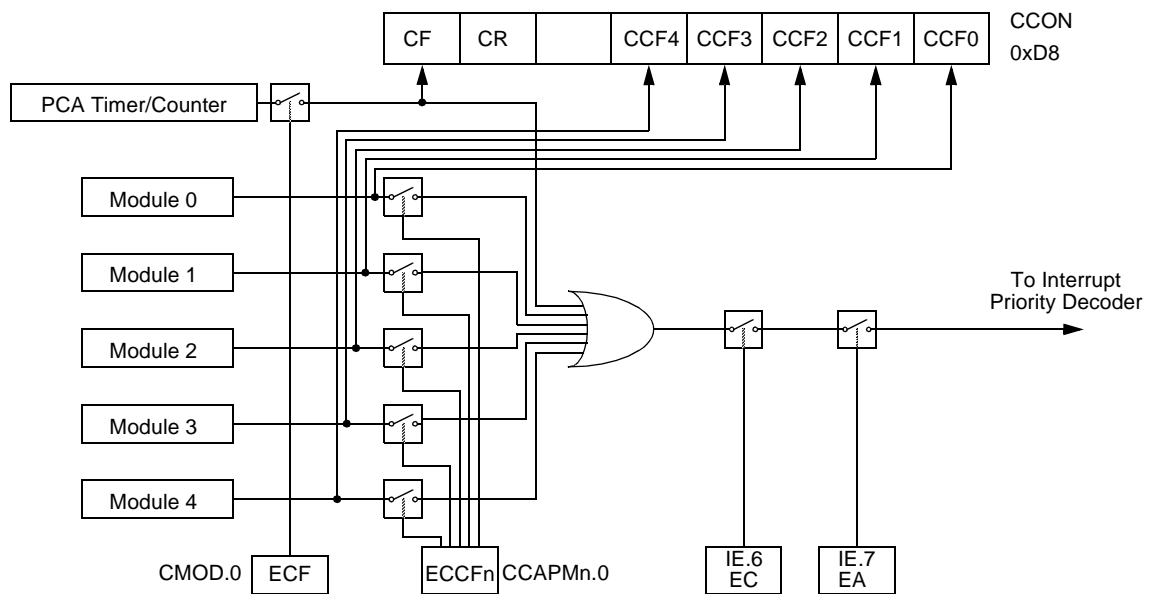 CF CR CCF4 CCF3 CCF2 CCF1 CCF0
CCON
0xD8
PCA Timer/Counter
Module 0
Module 1
Module 2
Module 3
Module 4
To Interrupt
Priority Decoder
CMOD.0 ECF
ECCFn CCAPMn.0
IE.6
EC
IE.7
EA